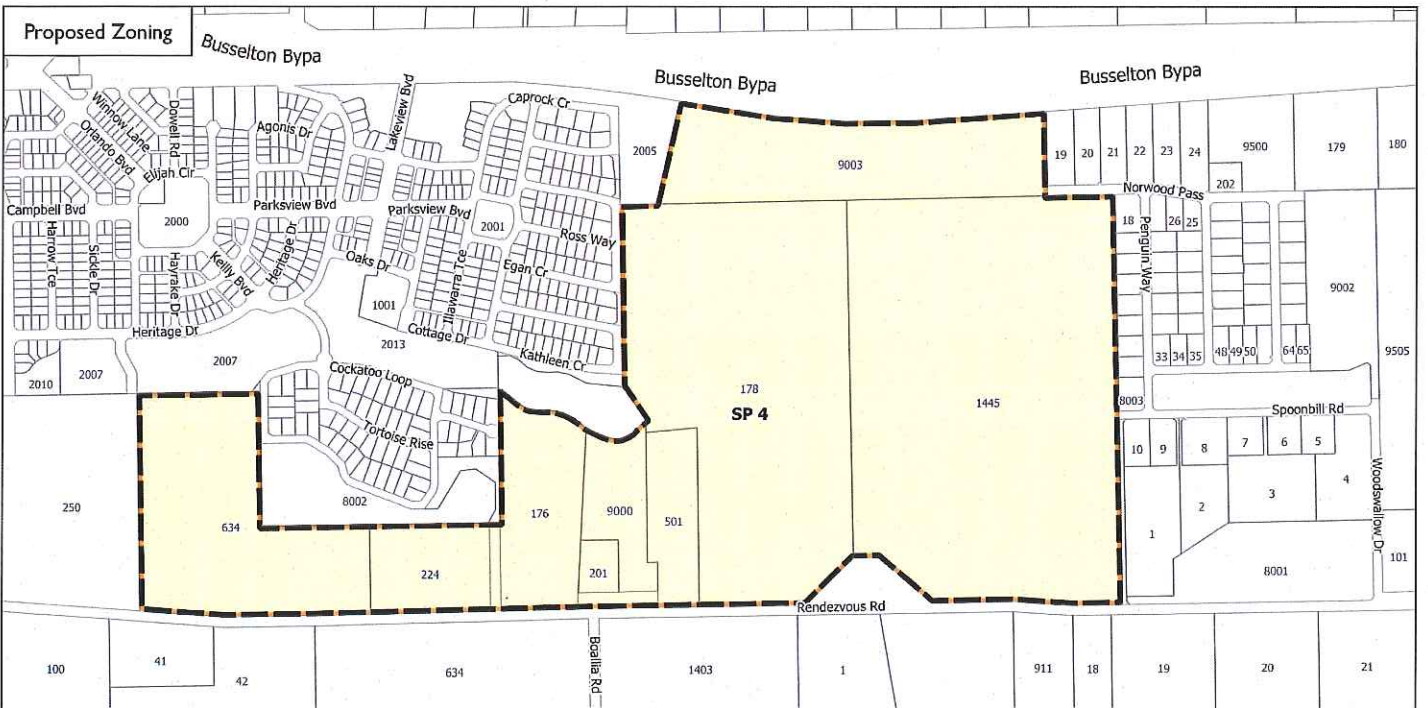 Proposed Zoning
Busselton Bypa
Busselton Bypa
Busselton Bypa
Winnow Lane
Dowell Rd
Orlando Bvd
Agonis Dr
Lakeview Bvd
Caprock Cr
2005
9003
19
20
21
22
23
24
9500
179
180
202
Norwood Pass
Elijah Cir
Campbell Bvd
2000
Parksview Bvd
Parksview Bvd
2001
Ross Way
18
26
25
Penguin Way
Harrow Tce
Sickle Dr
Hayrake Dr
Keilly Bvd
Heritage Dr
Oaks Dr
Illawarra Tce
Egan Cr
1001
9002
Heritage Dr
Cottage Dr
Kathleen Cr
2013
33
34
35
48
49
50
64
65
9505
2010
2007
2007
Cockatoo Loop
178
SP 4
1445
8003
Spoonbill Rd
Tortoise Rise
10
9
8
7
6
5
250
634
8002
176
9000
501
1
2
3
4
Woodswallow Dr
224
201
8001
101
Rendezvous Rd
100
41
42
634
Boallia Rd
1403
1
911
18
19
20
21